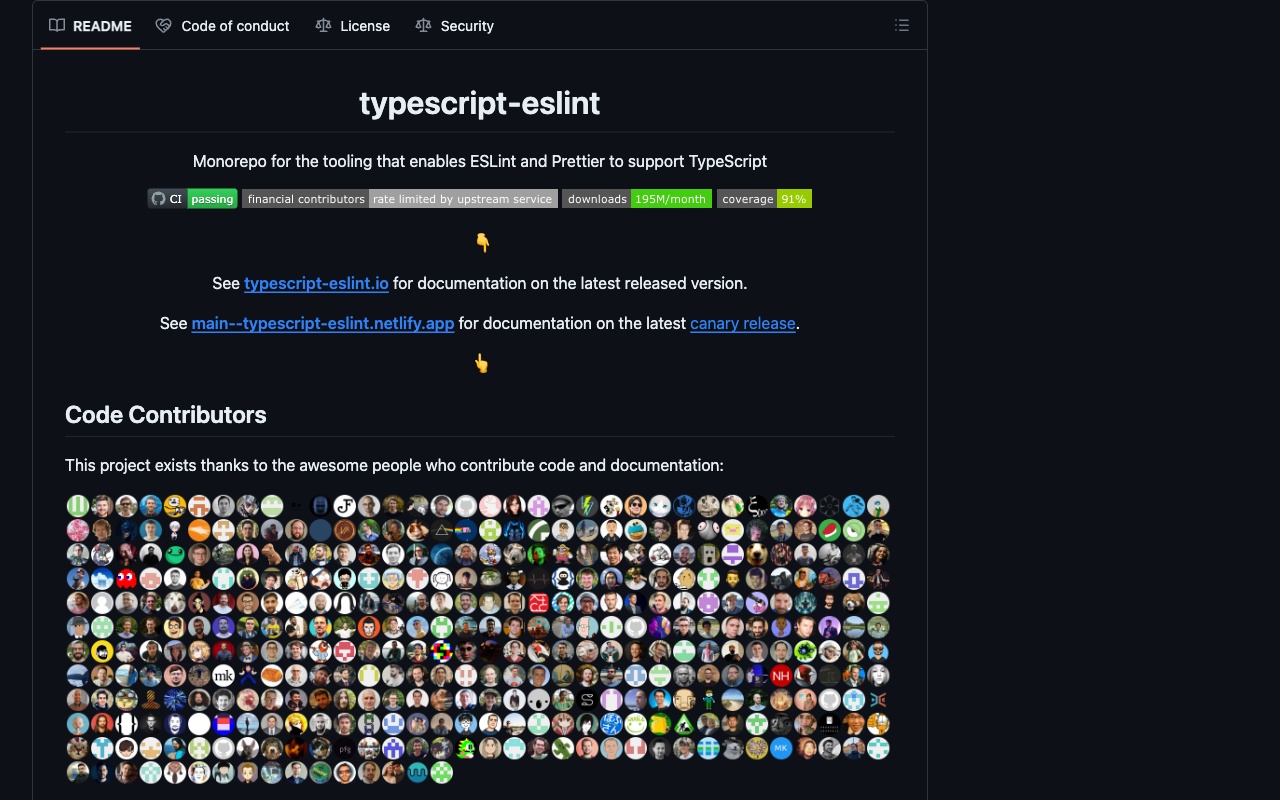 README Code of conduct License Security
typescript-eslint
Monorepo for the tooling that enables ESLint and Prettier to support TypeScript
CI passing financial contributors rate limited by upstream service downloads 195M/month coverage 91%
See typescript-eslint.io for documentation on the latest released version.
See main--typescript-eslint.netlify.app for documentation on the latest canary release.
Code Contributors
This project exists thanks to the awesome people who contribute code and documentation:
mk
NH
MK